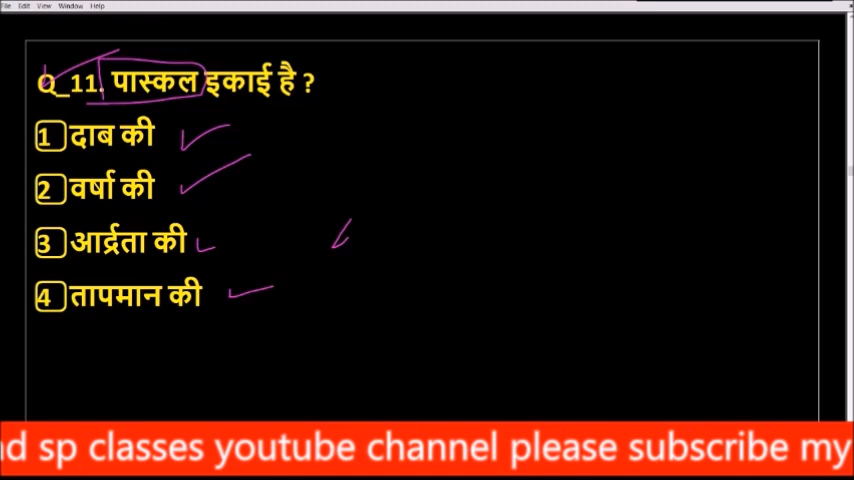 File Edit View Window Help
Q_11. पास्कल इकाई है ?
1 दाब की
2 वर्षा की
3 आर्द्रता की
4 तापमान की
nd sp classes youtube channel please subscribe my